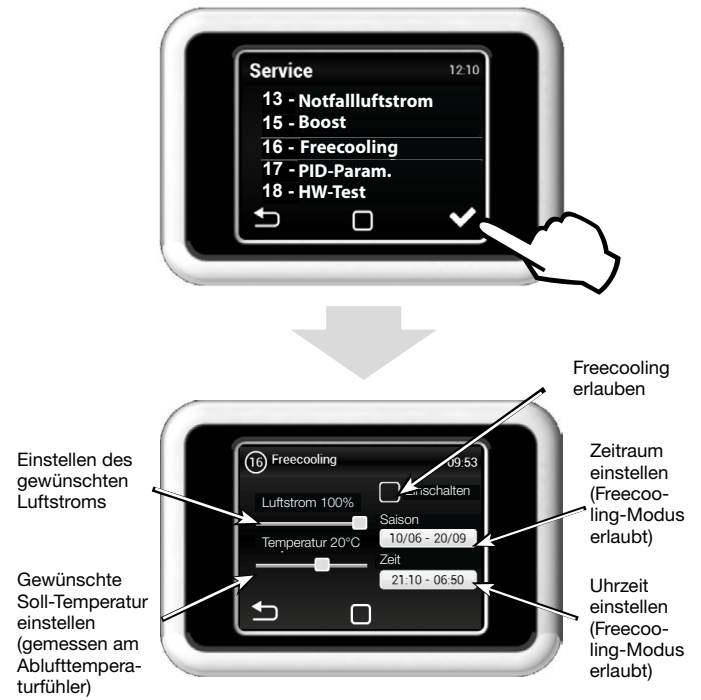 Service 12:10
13 - Notfallluftstrom
15 - Boost
16 - Freecooling
17 - PID-Param.
18 - HW-Test
Freecooling
erlauben
Einstellen des
gewünschten
Luftstroms
Gewünschte
Soll-Temperatur
einstellen
(gemessen am
Ablufttempera-
turfühler)
16 Freecooling 09:53
Einschalten
Luftstrom 100%
Saison
10/06 - 20/09
Temperatur 20°C
Zeit
21:10 - 06:50
Zeitraum
einstellen
(Freecoo-
ling-Modus
erlaubt)
Uhrzeit
einstellen
(Freecoo-
ling-Modus
erlaubt)